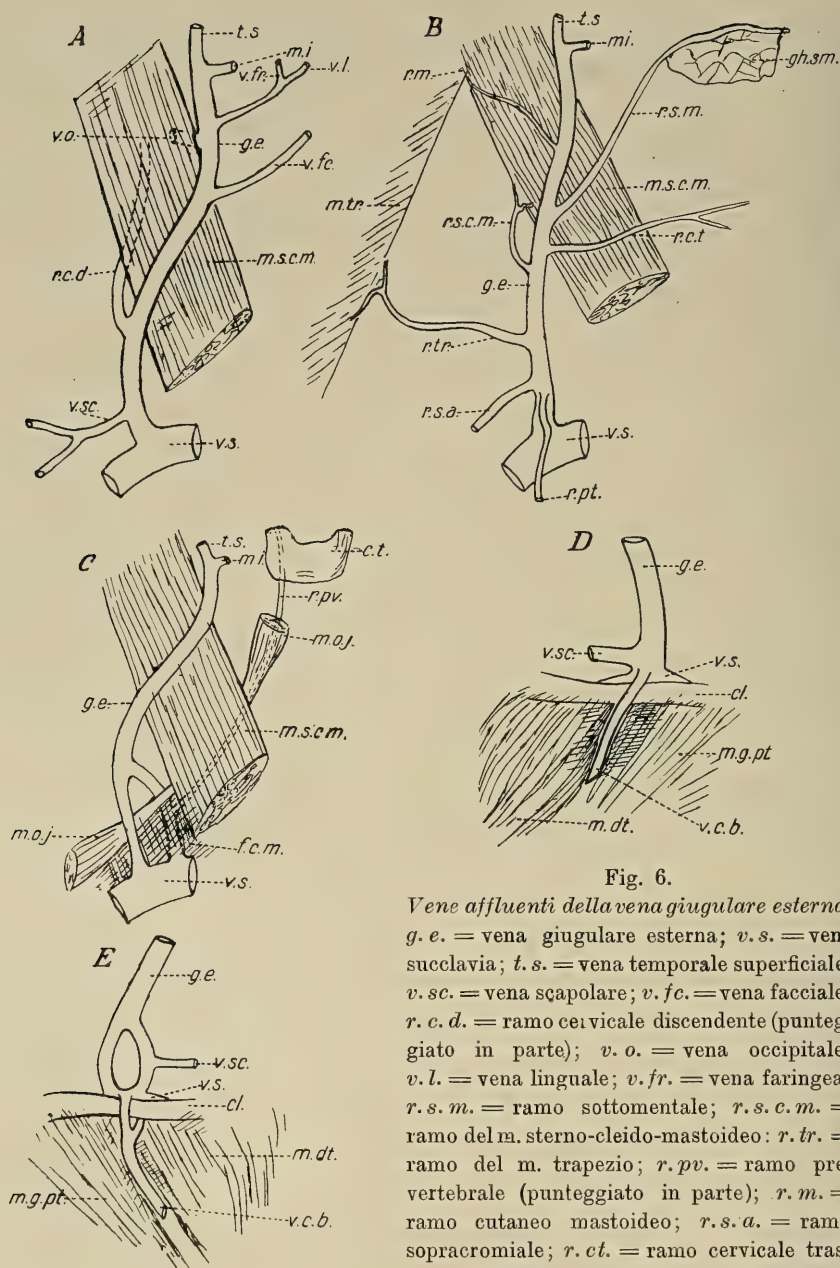 A
t.s
m.i
v.fr.
v.l.
v.o.
g.e.
v.fc.
r.c.d
m.s.c.m.
v.sc.
v.s.
B
t.s
mi.
gh.sm.
r.m.
r.s.m.
m.tr.
m.s.c.m.
r.s.c.m.
r.c.t
g.e.
r.tr.
r.s.a.
v.s.
r.pt.
C
t.s.
m.i
c.t.
r.pv.
m.o.j.
g.e.
m.s.c.m.
m.o.j.
f.c.m.
v.s.
D
g.e.
v.sc.
v.s.
cl.
m.g.pt
m.dt.
v.c.b.
E
g.e.
v.sc.
v.s.
cl.
m.dt.
m.g.pt.
v.c.b.
Fig. 6.
Vene affluenti della vena giugulare esterna
g. e. = vena giugulare esterna; v. s. = ven
succlavia; t. s. = vena temporale superficiale
v. sc. = vena scapolare; v. fc. = vena facciale
r. c. d. = ramo cervicale discendente (punteg
giato in parte); v. o. = vena occipitale
v. l. = vena linguale; v. fr. = vena faringea
r. s. m. = ramo sottomentale; r. s. c. m. =
ramo del m. sterno-cleido-mastoideo: r. tr. =
ramo del m. trapezio; r. pv. = ramo pre
vertebrale (punteggiato in parte); r. m. =
ramo cutaneo mastoideo; r. s. a. = ram
sopracromiale; r. ct. = ramo cervicale tras